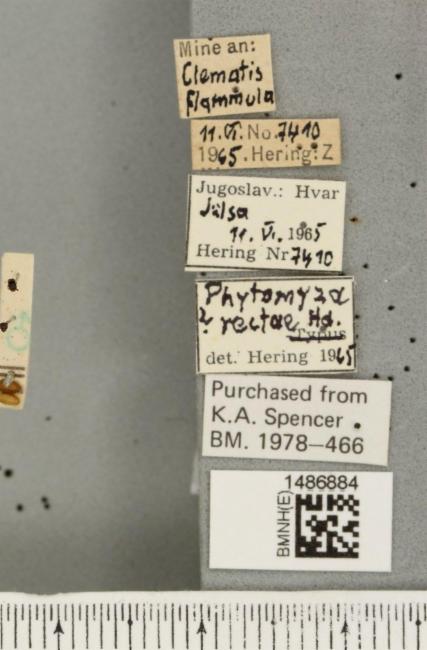 Mine an:
Clematis
flammula
11.VI. No. 7410
1965. Hering: Z
Jugoslav.: Hvar
Jelsa
11. VI. 1965
Hering Nr 7410
Phytomyza
? rectae Hd.
Typus
det. Hering 1965
Purchased from
K.A. Spencer.
BM. 1978–466
1486884
BMNH(E)